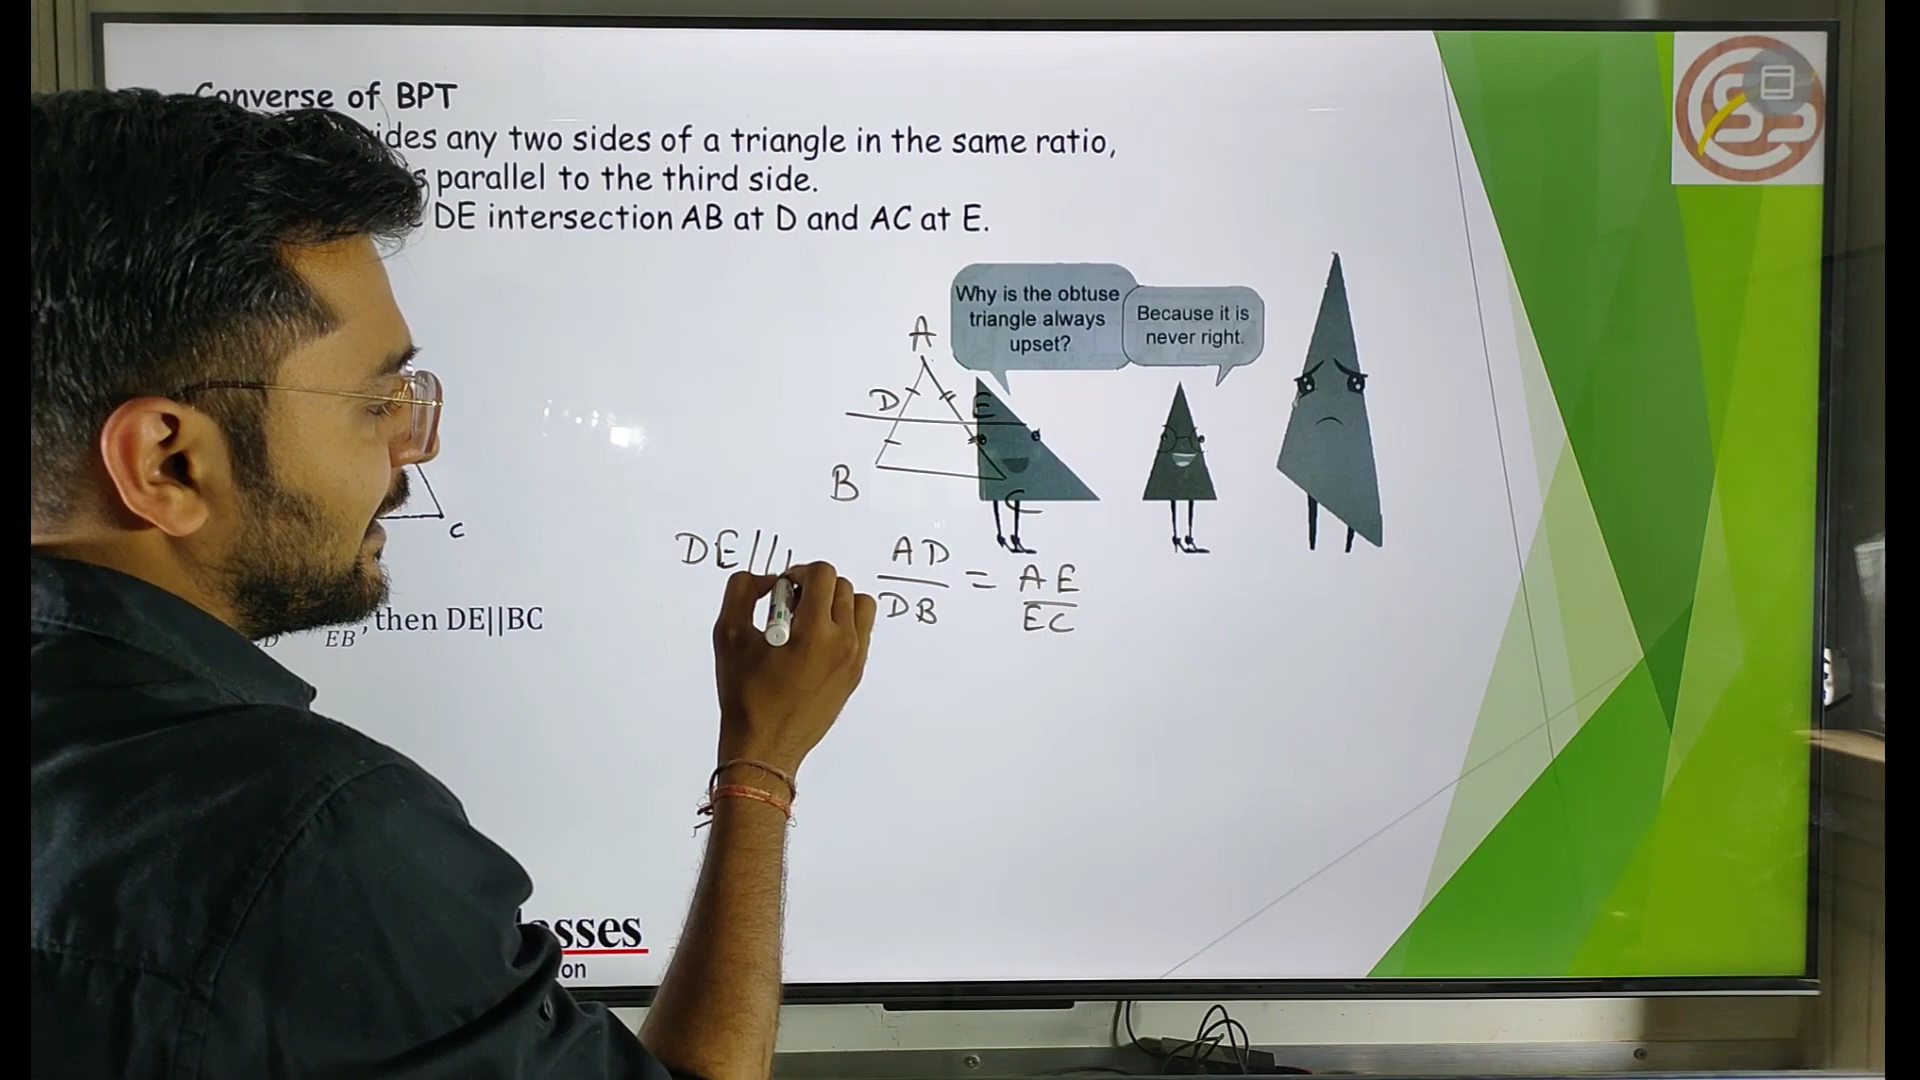 Converse of BPT
ides any two sides of a triangle in the same ratio,
s parallel to the third side.
DE intersection AB at D and AC at E.
Why is the obtuse
triangle always
upset?
Because it is
never right.
A
D
E
B
C
C
DE||
AD = AE
DB EC
EB , then DE||BC
sses
on